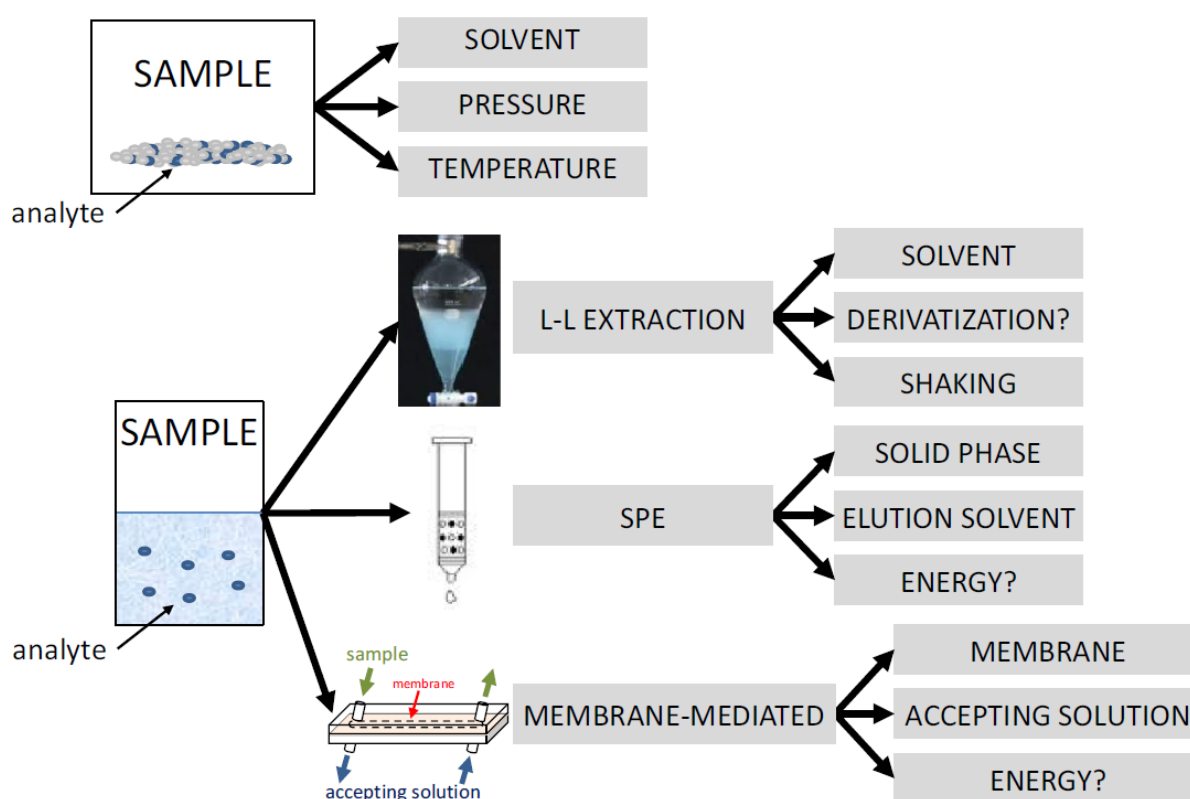 SAMPLE
analyte
SOLVENT
PRESSURE
TEMPERATURE
SAMPLE
analyte
L-L EXTRACTION
SOLVENT
DERIVATIZATION?
SHAKING
SPE
SOLID PHASE
ELUTION SOLVENT
ENERGY?
sample
membrane
accepting solution
MEMBRANE-MEDIATED
MEMBRANE
ACCEPTING SOLUTION
ENERGY?